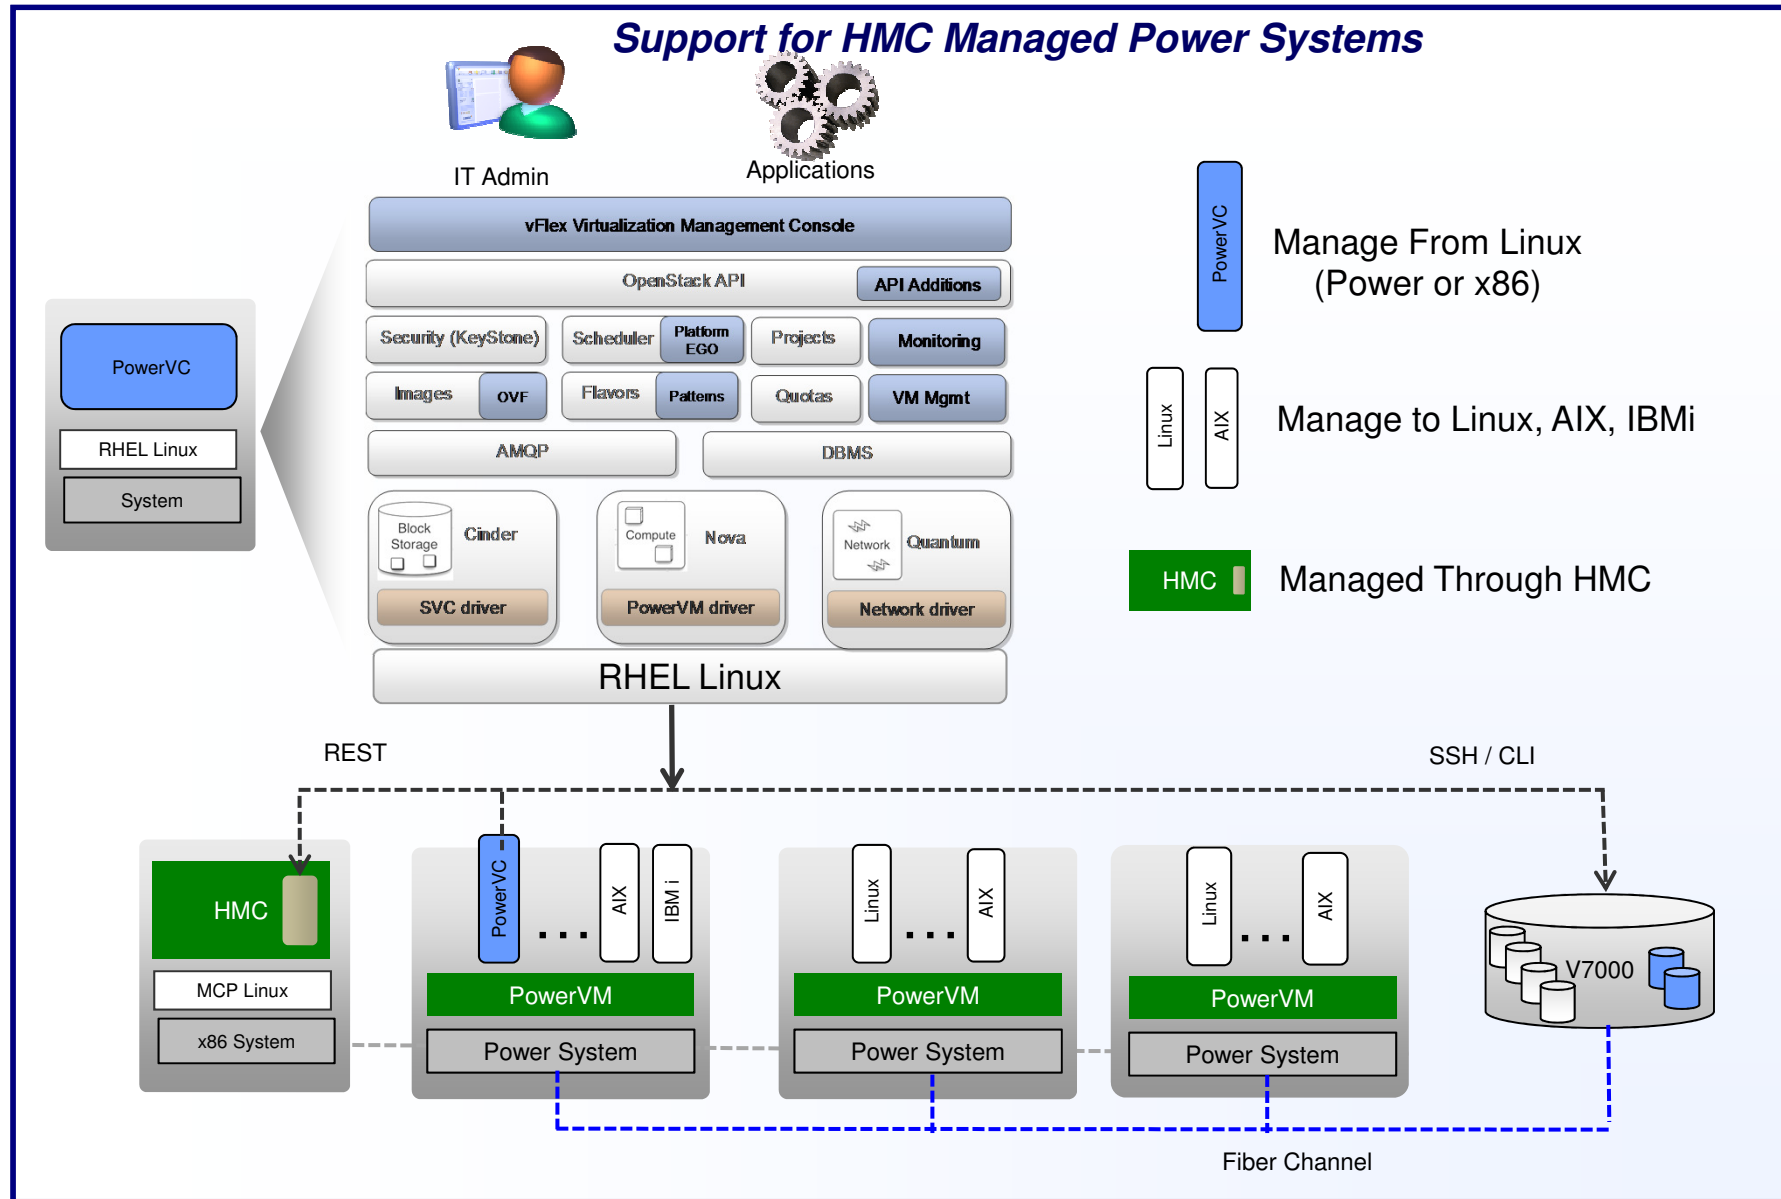 Support for HMC Managed Power Systems
IT Admin
Applications
vFlex Virtualization Management Console
OpenStack API
API Additions
Security (KeyStone)
Scheduler
Platform
EGO
Projects
Monitoring
Images
OVF
Flavors
Patterns
Quotas
VM Mgmt
AMQP
DBMS
Block
Storage
Cinder
SVC driver
Compute
Nova
PowerVM driver
Network
Quantum
Network driver
RHEL Linux
PowerVC
RHEL Linux
System
PowerVC
Manage From Linux
(Power or x86)
Linux
AIX
Manage to Linux, AIX, IBMi
HMC
Managed Through HMC
REST
SSH / CLI
HMC
MCP Linux
x86 System
PowerVC
...
AIX
IBM i
PowerVM
Power System
Linux
...
AIX
PowerVM
Power System
Linux
...
AIX
PowerVM
Power System
V7000
Fiber Channel